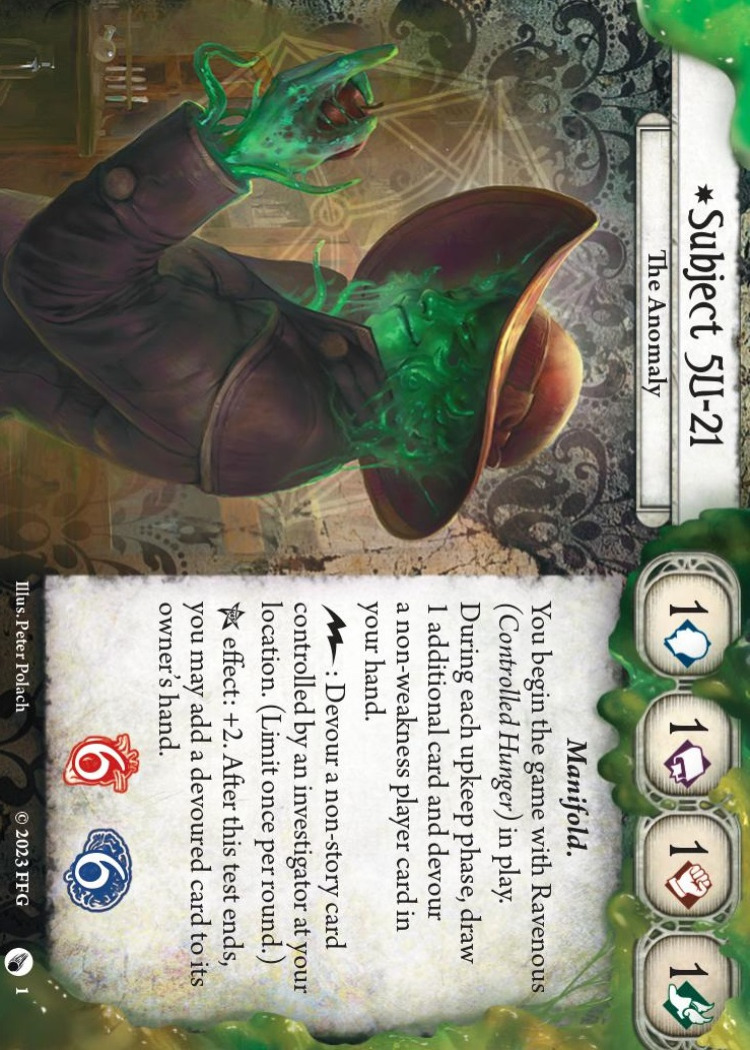 Subject 5U-21
The Anomaly
1 1 1 1
Manifold.
You begin the game with Ravenous
(Controlled Hunger) in play.
During each upkeep phase, draw
1 additional card and devour
a non-weakness player card in
your hand.
: Devour a non-story card
controlled by an investigator at your
location. (Limit once per round.)
effect: +2. After this test ends,
you may add a devoured card to its
owner's hand.
6 6
Illus. Peter Polach © 2023 FFG 1